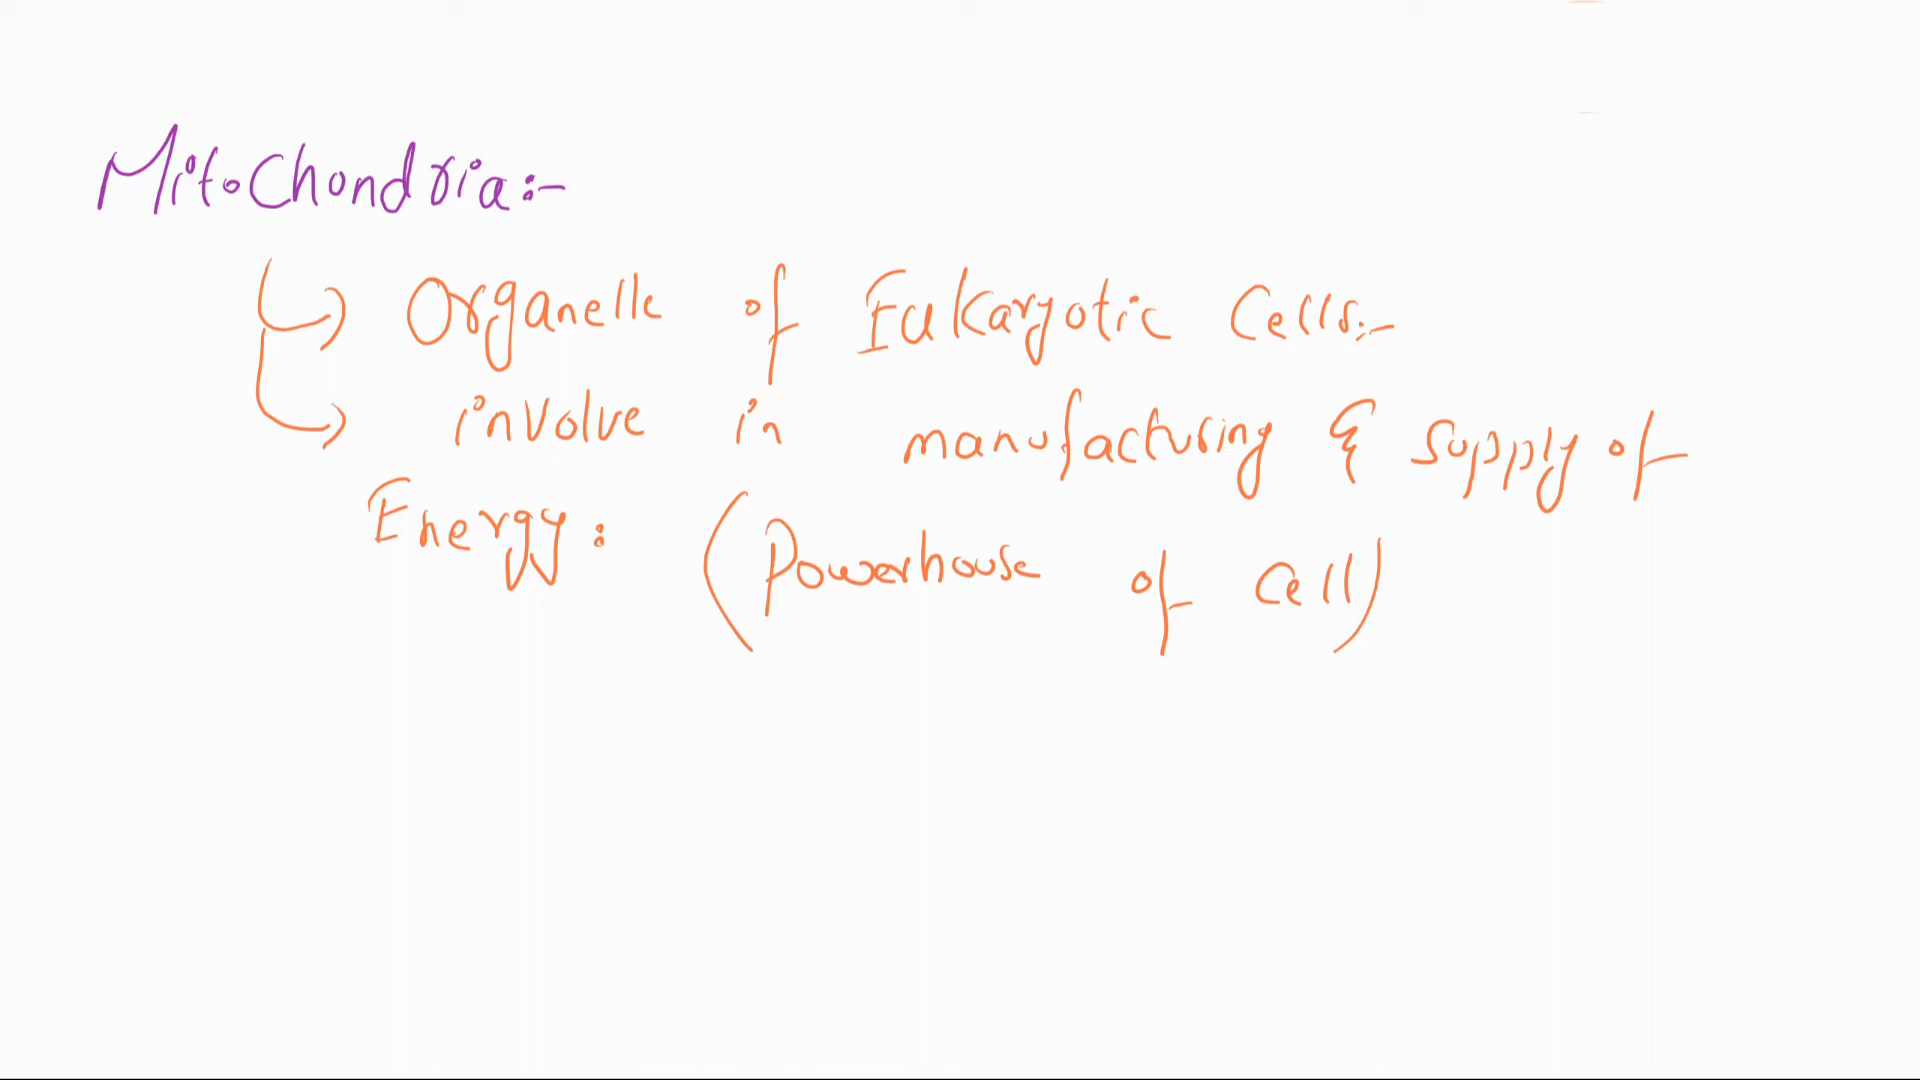 Mitochondria:-
Organelle of Eukaryotic Cells:-
involve in manufacturing & supply of
Energy: (Powerhouse of Cell)